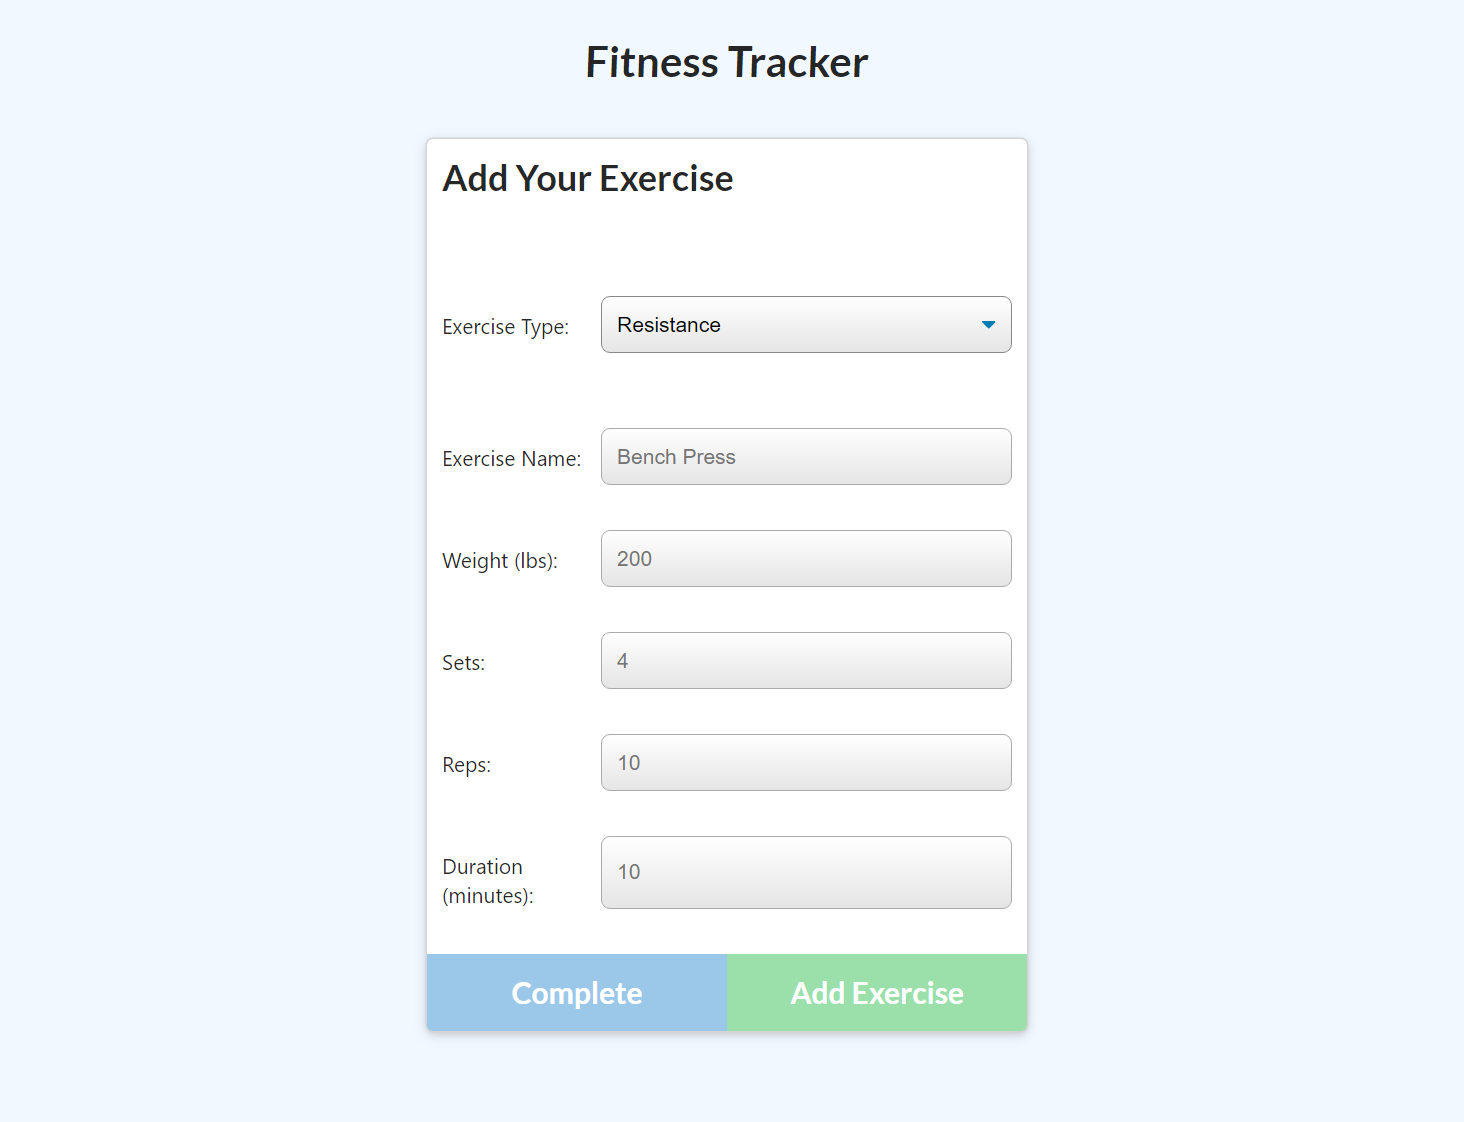 Fitness Tracker
Add Your Exercise
Exercise Type: Resistance
Exercise Name: Bench Press
Weight (lbs): 200
Sets: 4
Reps: 10
Duration
(minutes): 10
Complete Add Exercise